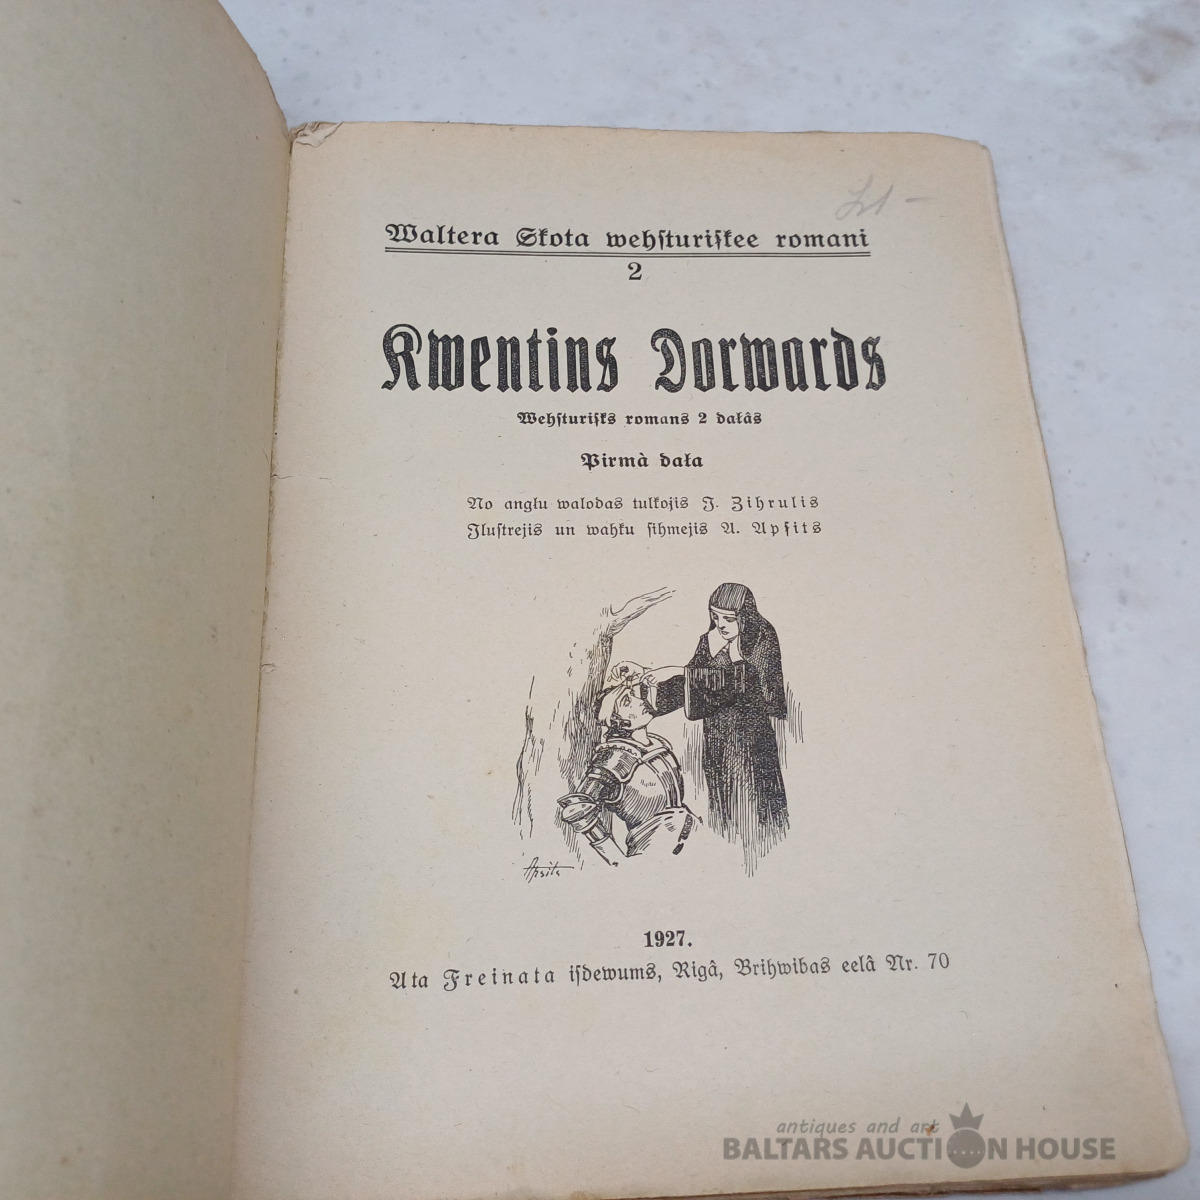 Waltera Skota wehſturiſkee romani
2
Kwentins Dorwards
Wehſturiſks romans 2 daļâs
Pirmà daļa
No angļu walodas tulkojis J. Zihrulis
Iluſtrejis un wahku ſihmejis A. Apſits
Apsits
1927.
Ata Freinata iſdewums, Rigâ, Brihwibas eelâ Nr. 70
antiques and art
BALTARS AUCTION HOUSE